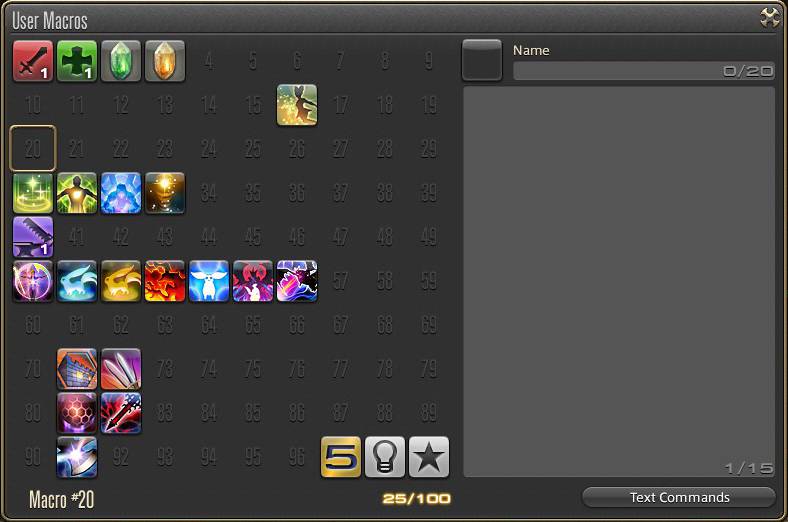 User Macros
1 1 4 5 6 7 8 9
Name
0/20
10 11 12 13 14 15 17 18 19
20 21 22 23 24 25 26 27 28 29
34 35 36 37 38 39
1 41 42 43 44 45 46 47 48 49
57 58 59
60 61 62 63 64 65 66 67 68 69
70 73 74 75 76 77 78 79
80 83 84 85 86 87 88 89
90 92 93 94 95 96 5
1/15
Macro #20
25/100
Text Commands